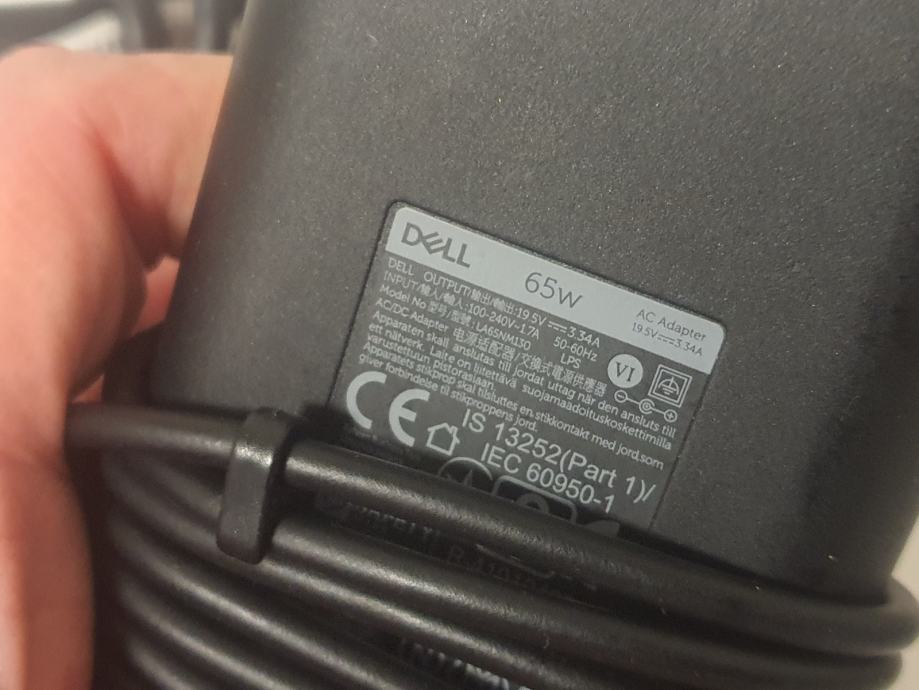 DELL
65W
AC Adapter
19.5V⎓3.34A
DELL OUTPUT/输出/輸出:19.5V⎓3.34A
INPUT/输入/輸入:100-240V~1.7A 50-60Hz
Model No 型号/型號:LA65NM130 LPS
AC/DC Adapter 电源适配器/交換式電源供應器
VI
Apparaten skall anslutas till jordat uttag när den ansluts till
ett nätverk. Laite on liitettävä suojamaadoituskoskettimilla
varustettuun pistorasiaan.
Apparatets stikprop skal tilsluttes en stikkontakt med jord,som
giver forbindelse til stikproppens jord.
CE
IS 13252(Part 1)/
IEC 60950-1